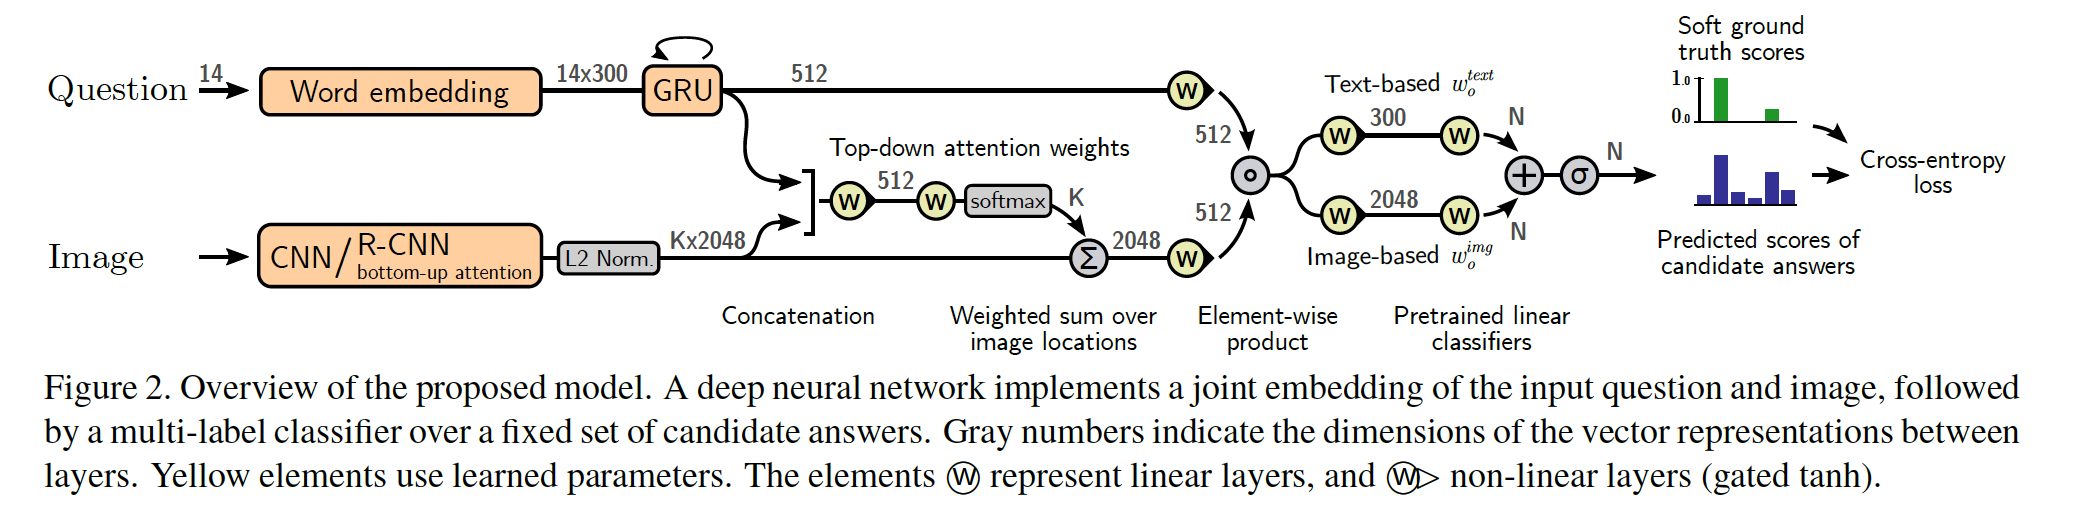 Question
14
Word embedding
14x300
GRU
512
W
512
Text-based w_o^text
W
300
W
N
Soft ground
truth scores
1.0
0.0
Top-down attention weights
W
512
W
softmax
K
∘
+
σ
N
Cross-entropy
loss
Image
CNN/R-CNN
bottom-up attention
L2 Norm.
Kx2048
Σ
2048
W
512
W
2048
W
N
Image-based w_o^img
Predicted scores of
candidate answers
Concatenation
Weighted sum over
image locations
Element-wise
product
Pretrained linear
classifiers
Figure 2. Overview of the proposed model. A deep neural network implements a joint embedding of the input question and image, followed
by a multi-label classifier over a fixed set of candidate answers. Gray numbers indicate the dimensions of the vector representations between
layers. Yellow elements use learned parameters. The elements Ⓦ represent linear layers, and Ⓦ▷ non-linear layers (gated tanh).